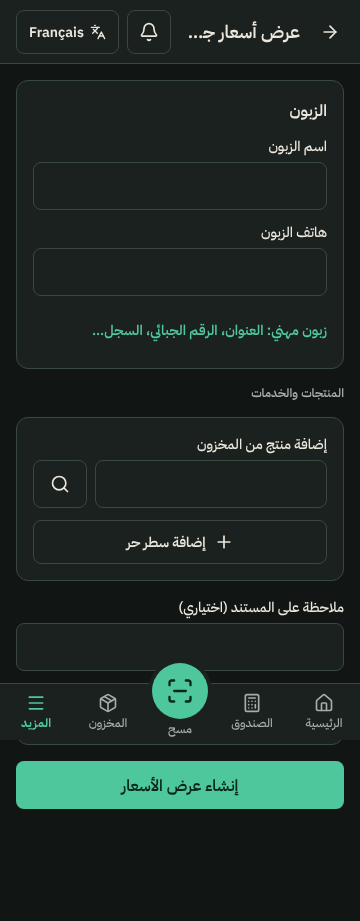 عرض أسعار جـ...
Français
الزبون
اسم الزبون
هاتف الزبون
زبون مهني: العنوان، الرقم الجبائي، السجل...
المنتجات والخدمات
إضافة منتج من المخزون
إضافة سطر حر
ملاحظة على المستند (اختياري)
الرئيسية
الصندوق
مسح
المخزون
المزيد
إنشاء عرض الأسعار